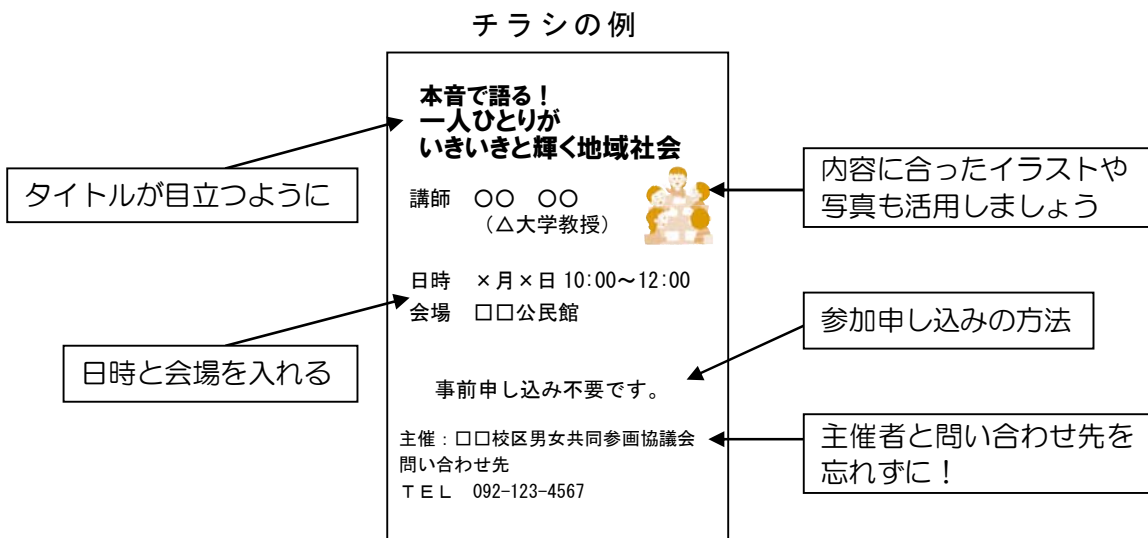 チラシの例
本音で語る！
一人ひとりが
いきいきと輝く地域社会
タイトルが目立つように
内容に合ったイラストや
写真も活用しましょう
講師　○○　○○
（△大学教授）
日時　×月×日 10:00～12:00
会場　□□公民館
日時と会場を入れる
参加申し込みの方法
事前申し込み不要です。
主催：□□校区男女共同参画協議会
問い合わせ先
ＴＥＬ　092-123-4567
主催者と問い合わせ先を
忘れずに！